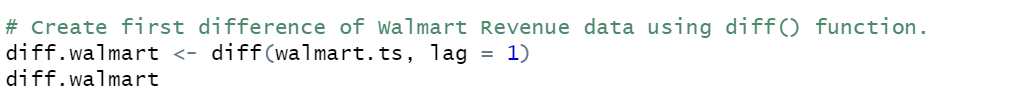 # Create first difference of Walmart Revenue data using diff() function.
diff.walmart <- diff(walmart.ts, lag = 1)
diff.walmart